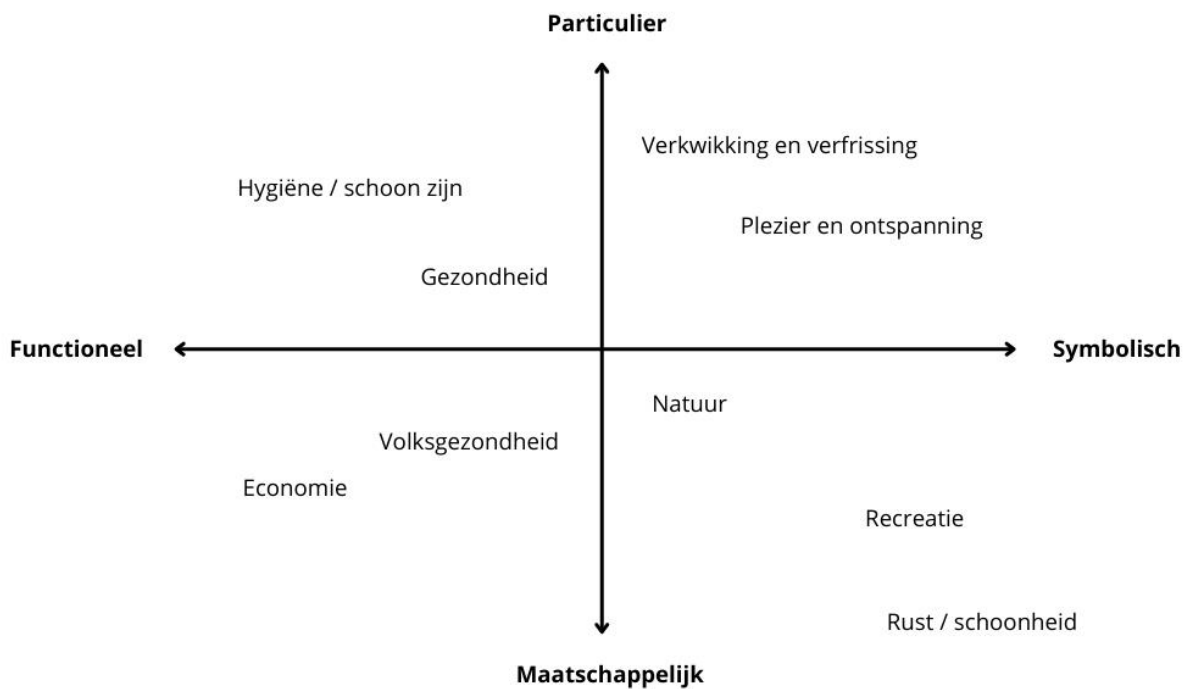 Particulier
Verkwikking en verfrissing
Hygiëne / schoon zijn
Plezier en ontspanning
Gezondheid
Functioneel
Symbolisch
Natuur
Volksgezondheid
Economie
Recreatie
Rust / schoonheid
Maatschappelijk